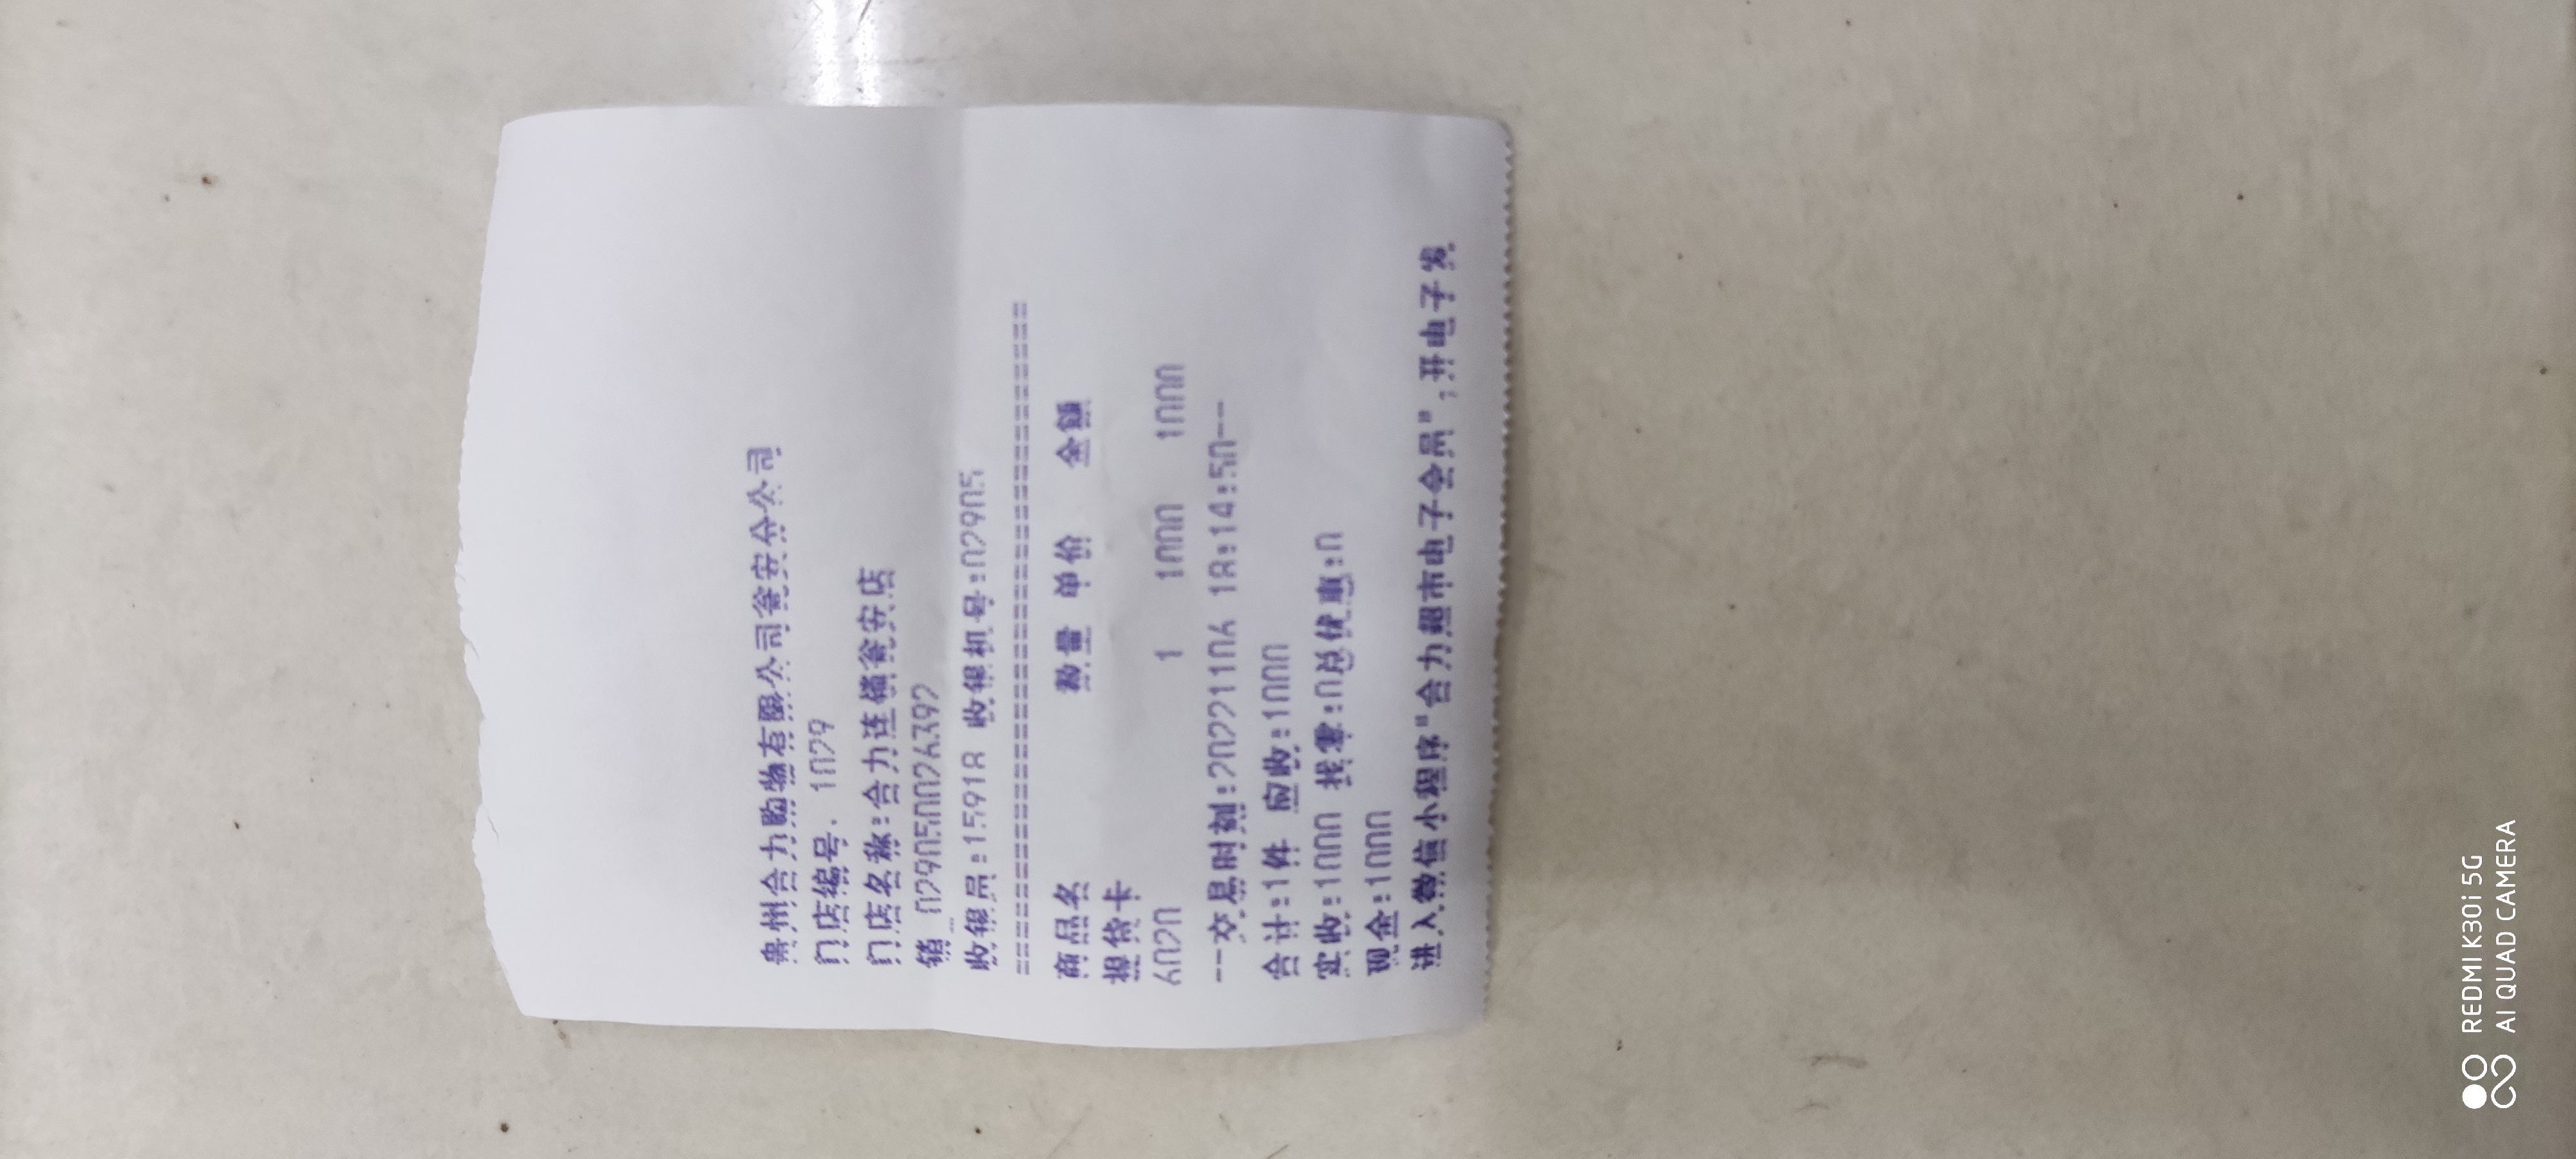 贵州合力购物有限公司瓮安分公司
门店编号: 1029
门店名称:合力连锁瓮安店
销 0290500026392
收银员:15918 收银机号:029205
================================
商品名 数量 单价 金额
提货卡
6020 1 1000 1000
--交易时刻:20221106 18:14:50--
合计:1件 应收:1000
实收:1000 找零:0总优惠:0
现金:1000
进入微信小程序"合力超市电子会员",开电子发
REDMI K30i 5G
AI QUAD CAMERA